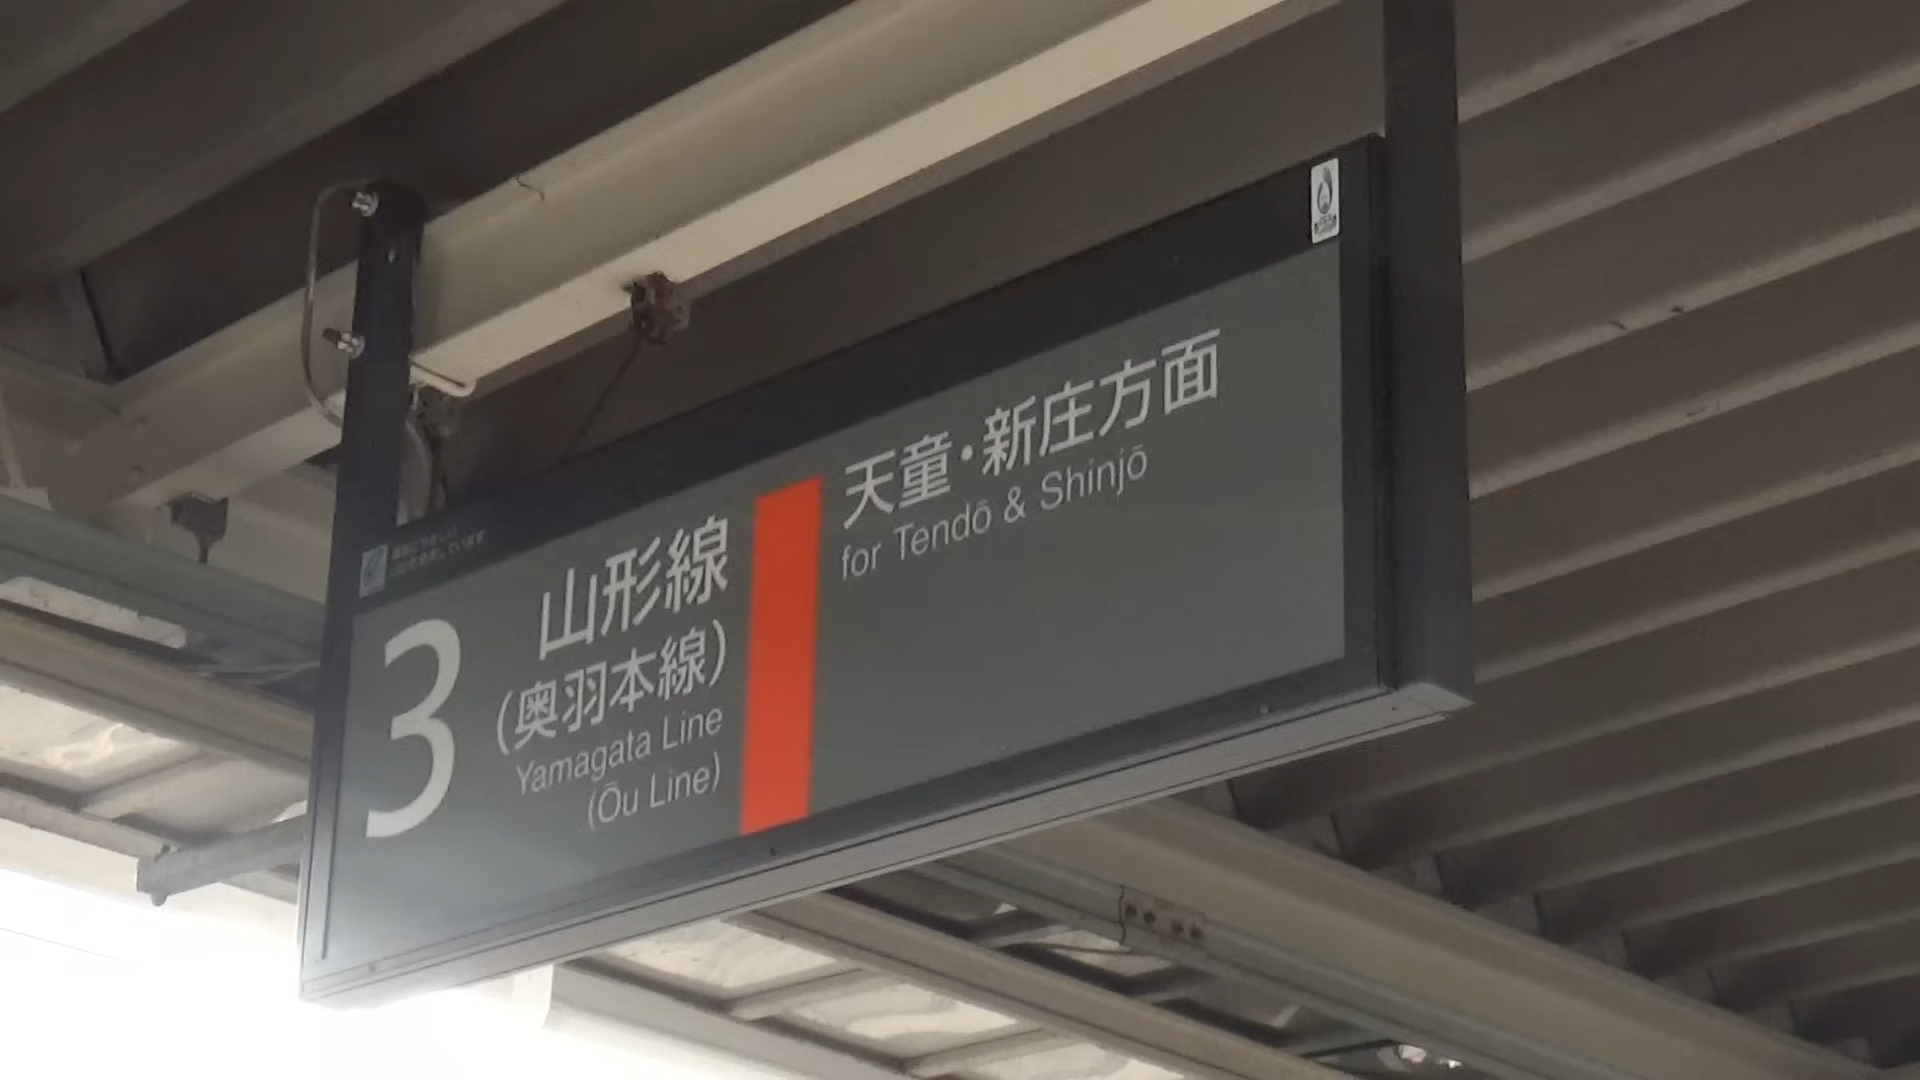 3
山形線
(奥羽本線)
Yamagata Line
(Ōu Line)
天童・新庄方面
for Tendō & Shinjō